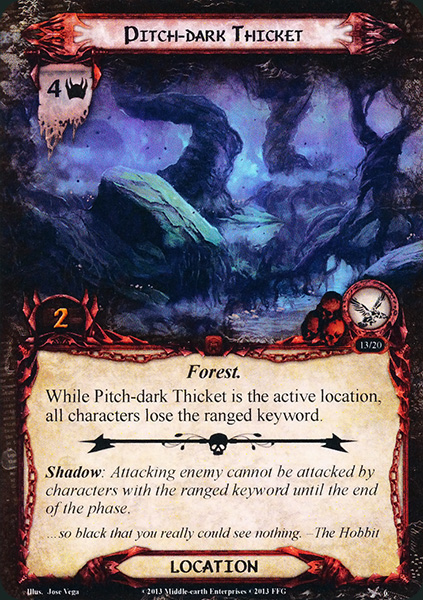 PITCH-DARK THICKET
4
2
13/20
Forest.
While Pitch-dark Thicket is the active location,
all characters lose the ranged keyword.
Shadow: Attacking enemy cannot be attacked by
characters with the ranged keyword until the end
of the phase.
…so black that you really could see nothing. –The Hobbit
LOCATION
Illus. Jose Vega
©2013 Middle-earth Enterprises ©2013 FFG
6